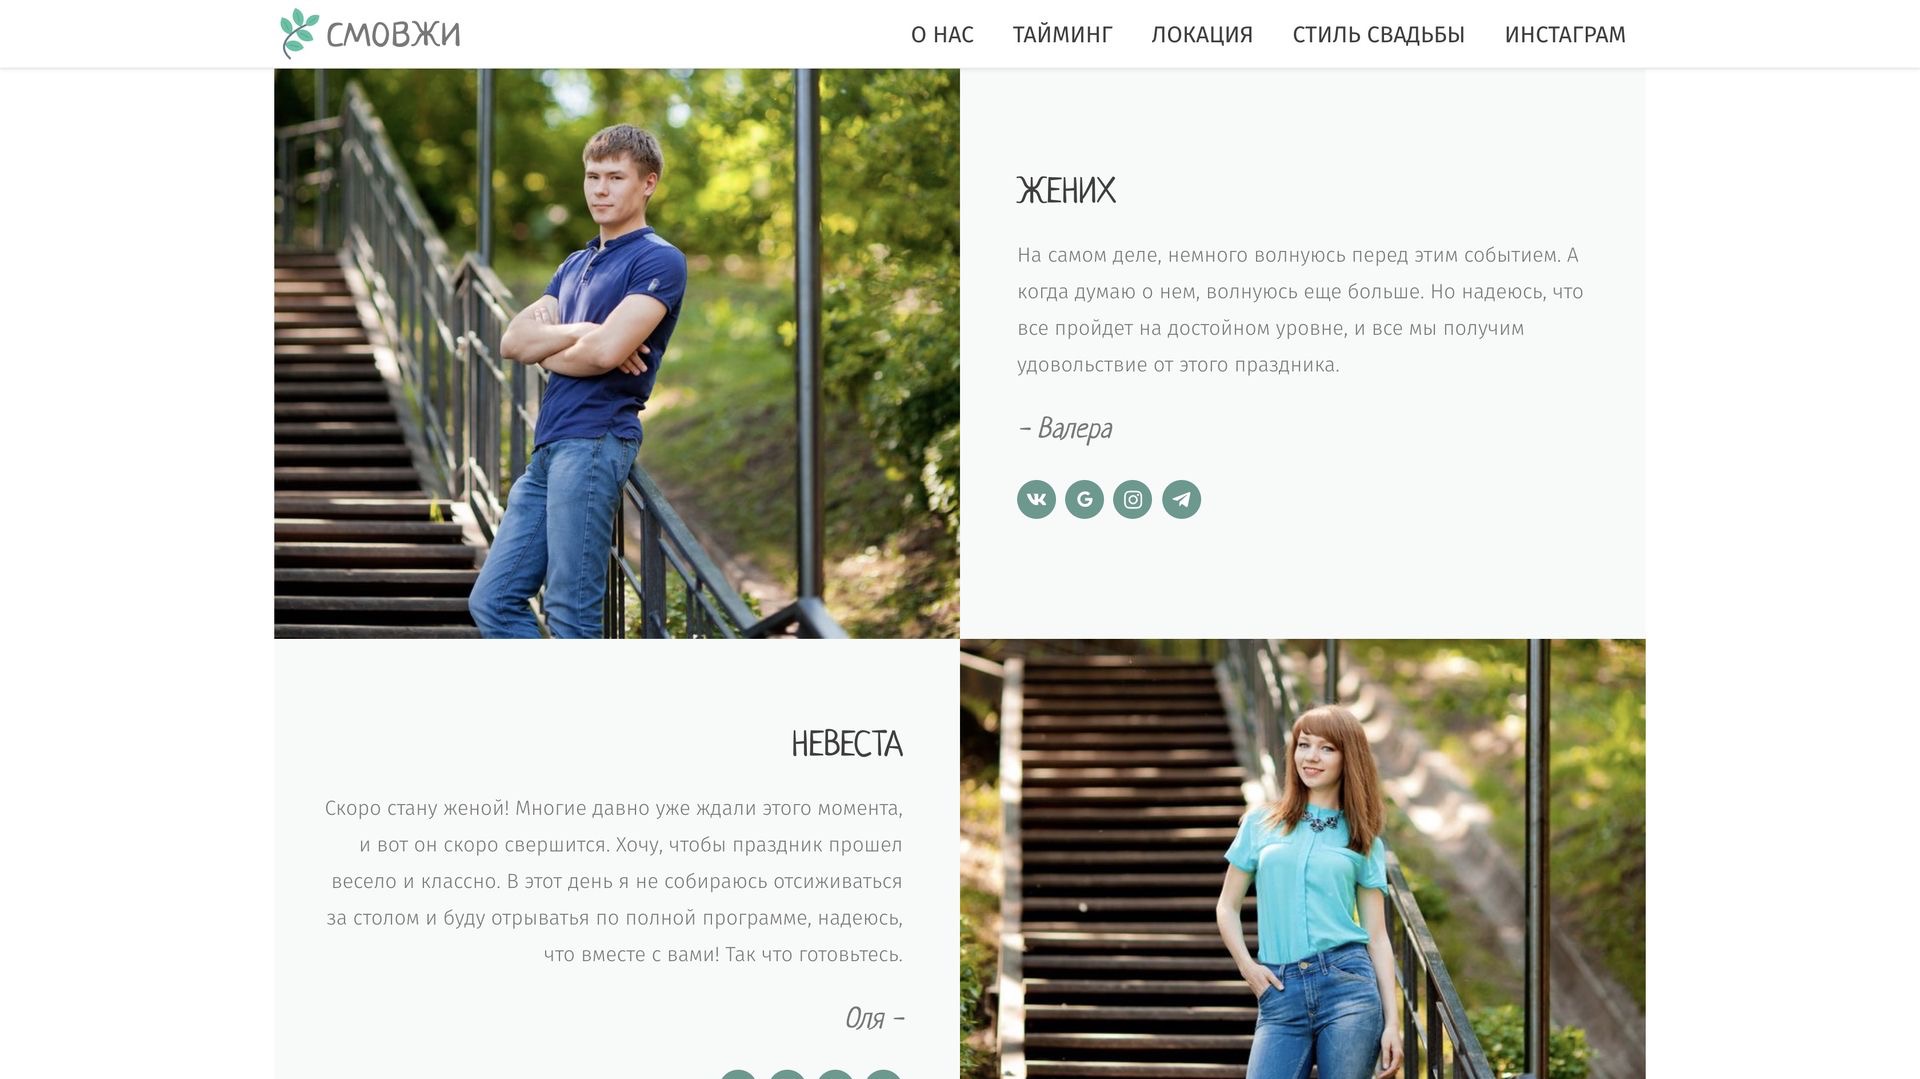 СМОВЖИ
О НАС
ТАЙМИНГ
ЛОКАЦИЯ
СТИЛЬ СВАДЬБЫ
ИНСТАГРАМ
ЖЕНИХ
На самом деле, немного волнуюсь перед этим событием. А
когда думаю о нем, волнуюсь еще больше. Но надеюсь, что
все пройдет на достойном уровне, и все мы получим
удовольствие от этого праздника.
- Валера
НЕВЕСТА
Скоро стану женой! Многие давно уже ждали этого момента,
и вот он скоро свершится. Хочу, чтобы праздник прошел
весело и классно. В этот день я не собираюсь отсиживаться
за столом и буду отрыватья по полной программе, надеюсь,
что вместе с вами! Так что готовьтесь.
Оля -